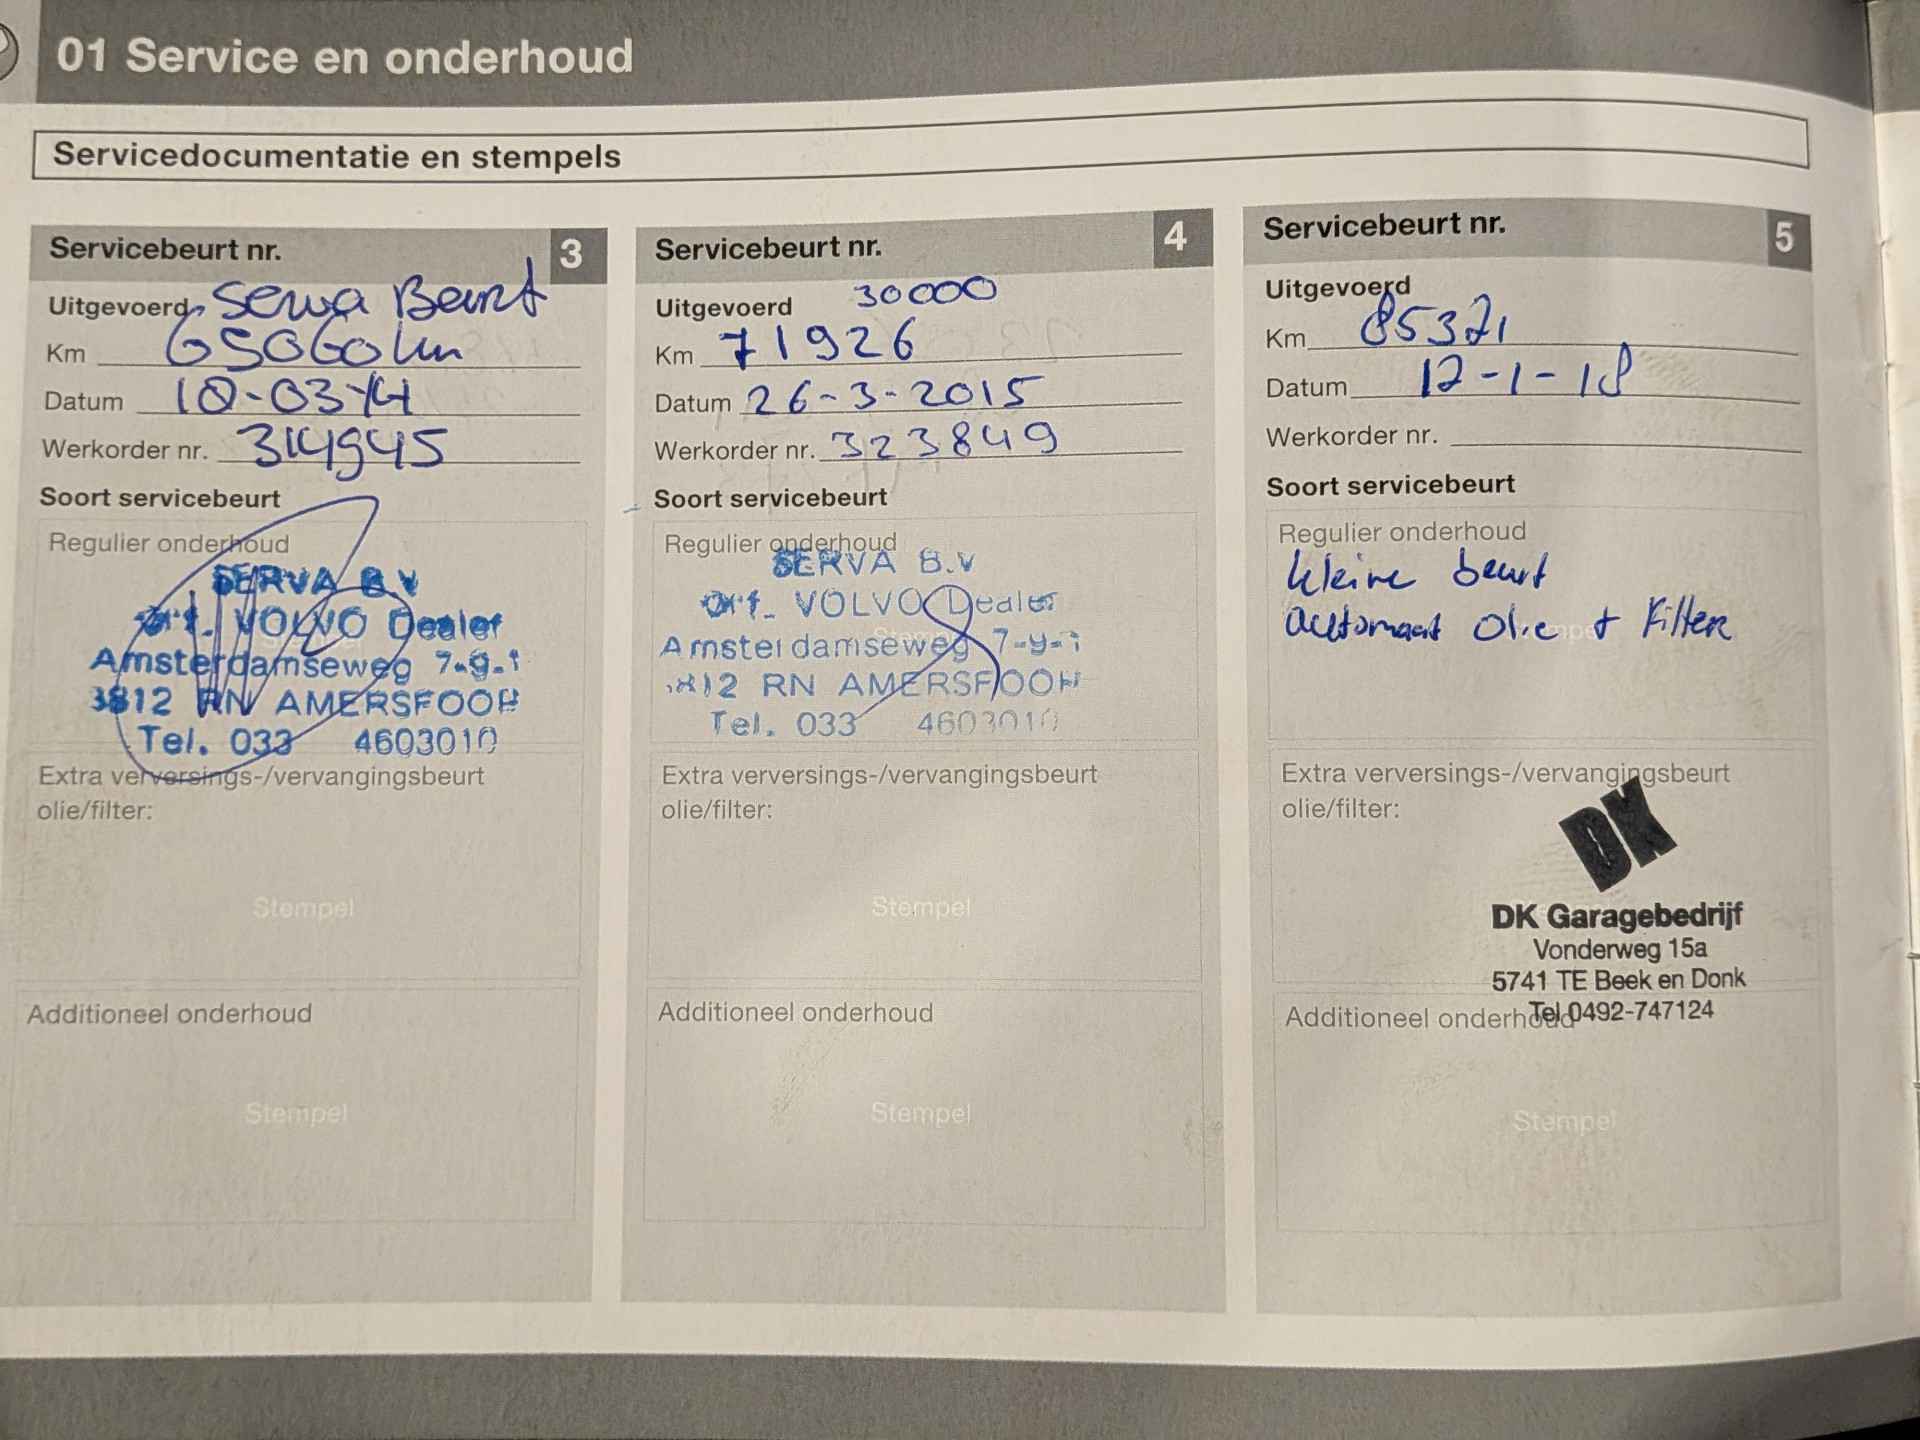 01 Service en onderhoud
Servicedocumentatie en stempels
Servicebeurt nr. 3
Uitgevoerd Serva Beurt
Km 65060 km
Datum 10-03-14
Werkorder nr. 314945
Soort servicebeurt
Regulier onderhoud
SERVA B.V
Off. VOLVO Dealer
Amsterdamseweg 7-9-1
3812 RN AMERSFOOR
Tel. 033 4603010
Extra verversings-/vervangingsbeurt
olie/filter:
Stempel
Additioneel onderhoud
Stempel
Servicebeurt nr. 4
Uitgevoerd 30000
Km 71926
Datum 26-3-2015
Werkorder nr. 323849
Soort servicebeurt
Regulier onderhoud
SERVA B.V
Off. VOLVO Dealer
Amsterdamseweg 7-9-1
3812 RN AMERSFOOR
Tel. 033 4603010
Extra verversings-/vervangingsbeurt
olie/filter:
Stempel
Additioneel onderhoud
Stempel
Servicebeurt nr. 5
Uitgevoerd
Km 85371
Datum 12-1-18
Werkorder nr.
Soort servicebeurt
Regulier onderhoud
kleine beurt
automaat olie + Filter
Extra verversings-/vervangingsbeurt
olie/filter:
DK
DK Garagebedrijf
Vonderweg 15a
5741 TE Beek en Donk
Tel 0492-747124
Additioneel onderhoud
Stempel